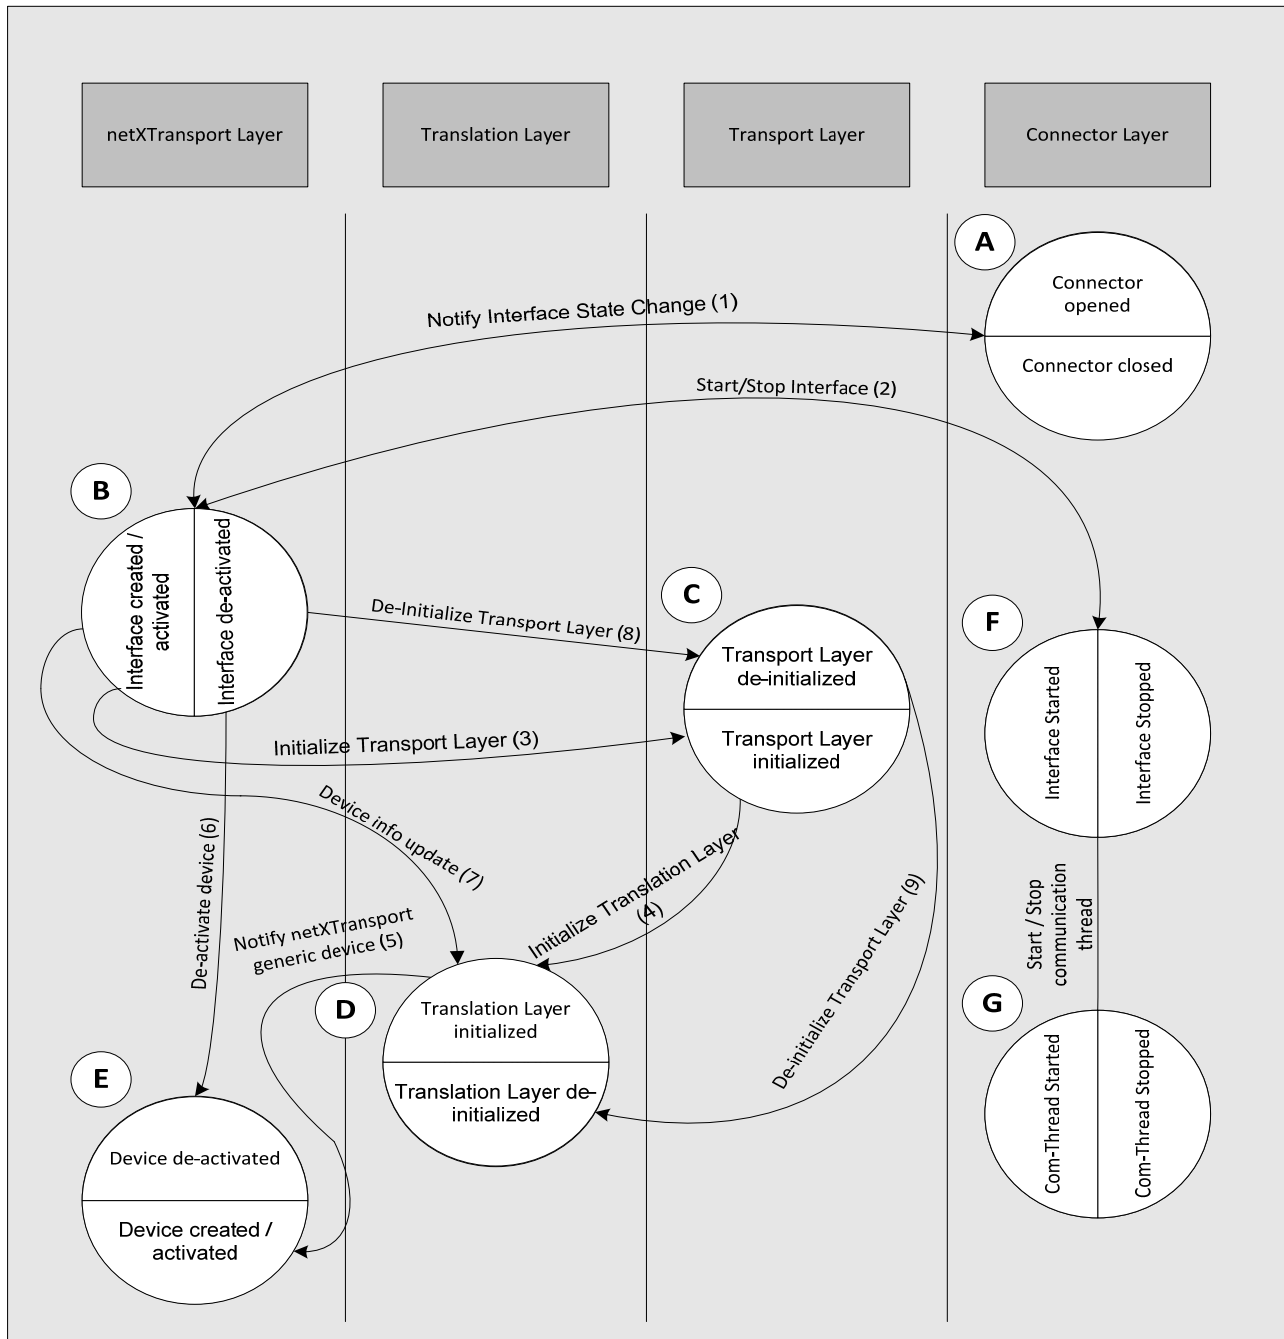 netXTransport Layer
Translation Layer
Transport Layer
Connector Layer
A
Connector
opened
Connector closed
Notify Interface State Change (1)
Start/Stop Interface (2)
B
Interface created /
activated
Interface de-activated
De-Initialize Transport Layer (8)
C
Transport Layer
de-initialized
Transport Layer
initialized
F
Interface Started
Interface Stopped
Initialize Transport Layer (3)
Device info update (7)
De-activate device (6)
Initialize Translation Layer
(4)
De-initialize Transport Layer (9)
Start / Stop
communication
thread
Notify netXTransport
generic device (5)
D
Translation Layer
initialized
Translation Layer de-
initialized
G
Com-Thread Started
Com-Thread Stopped
E
Device de-activated
Device created /
activated